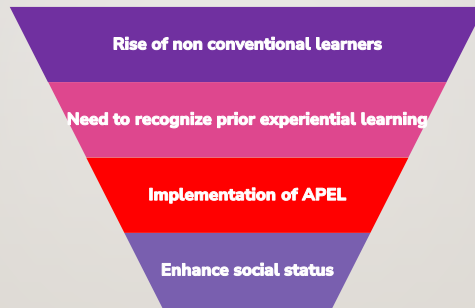 Rise of non conventional learners
Need to recognize prior experiential learning
Implementation of APEL
Enhance social status